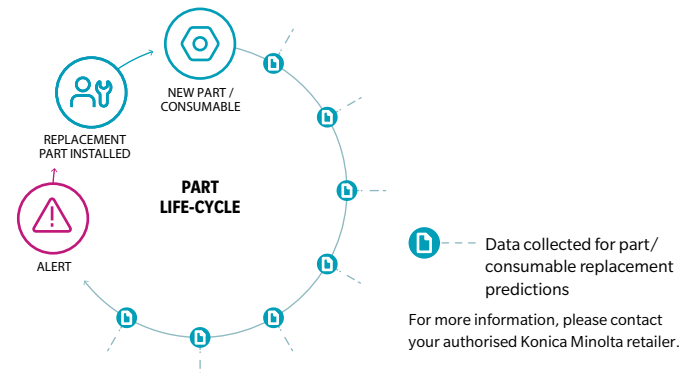 NEW PART /
CONSUMABLE
REPLACEMENT
PART INSTALLED
PART
LIFE-CYCLE
ALERT
Data collected for part/
consumable replacement
predictions
For more information, please contact
your authorised Konica Minolta retailer.